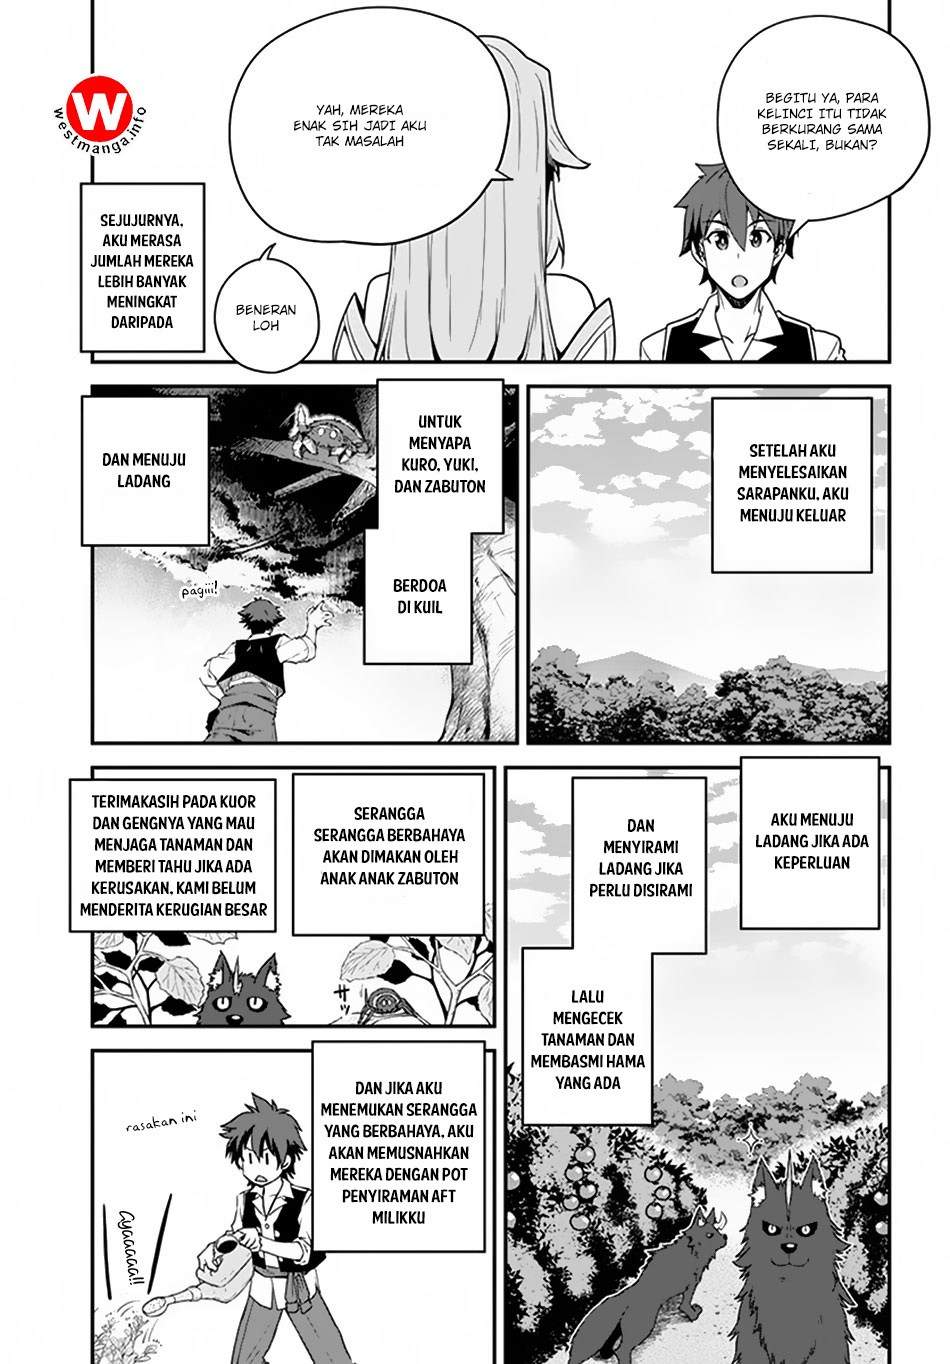 BEGITU YA, PARA
KELINCI ITU TIDAK
BERKURANG SAMA
SEKALI, BUKAN?
YAH, MEREKA
ENAK SIH JADI AKU
TAK MASALAH
W
westmanga.info
SEJUJURNYA,
AKU MERASA
JUMLAH MEREKA
LEBIH BANYAK
MENINGKAT
DARIPADA
BENERAN
LOH
SETELAH AKU
MENYELESAIKAN
SARAPANKU, AKU
MENUJU KELUAR
UNTUK
MENYAPA
KURO, YUKI,
DAN ZABUTON
BERDOA
DI KUIL
DAN MENUJU
LADANG
pagiii!
AKU MENUJU
LADANG JIKA ADA
KEPERLUAN
DAN
MENYIRAMI
LADANG JIKA
PERLU DISIRAMI
LALU
MENGECEK
TANAMAN DAN
MEMBASMI HAMA
YANG ADA
SERANGGA
SERANGGA BERBAHAYA
AKAN DIMAKAN OLEH
ANAK ANAK ZABUTON
TERIMAKASIH PADA KUOR
DAN GENGNYA YANG MAU
MENJAGA TANAMAN DAN
MEMBERI TAHU JIKA ADA
KERUSAKAN, KAMI BELUM
MENDERITA KERUGIAN BESAR
サッ
DAN JIKA AKU
MENEMUKAN SERANGGA
YANG BERBAHAYA, AKU
AKAN MEMUSNAHKAN
MEREKA DENGAN POT
PENYIRAMAN AFT
MILIKKU
rasakan ini
Ayaaaaa!!